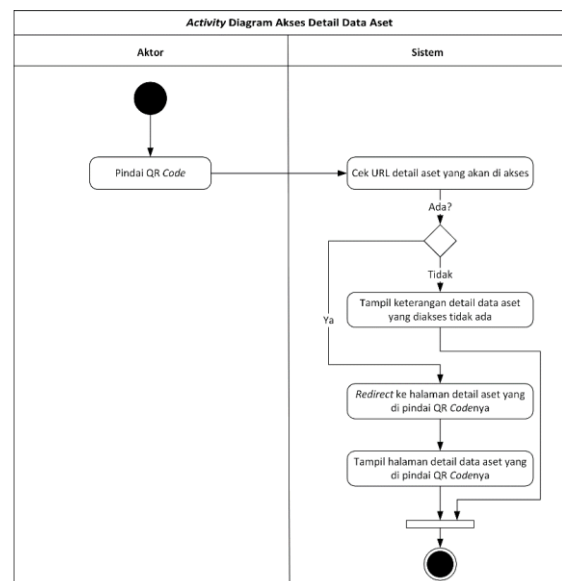 Activity Diagram Akses Detail Data Aset
Aktor
Sistem
Pindai QR Code
Cek URL detail aset yang akan di akses
Ada?
Tidak
Tampil keterangan detail data aset
yang diakses tidak ada
Ya
Redirect ke halaman detail aset yang
di pindai QR Codenya
Tampil halaman detail data aset yang
di pindai QR Codenya